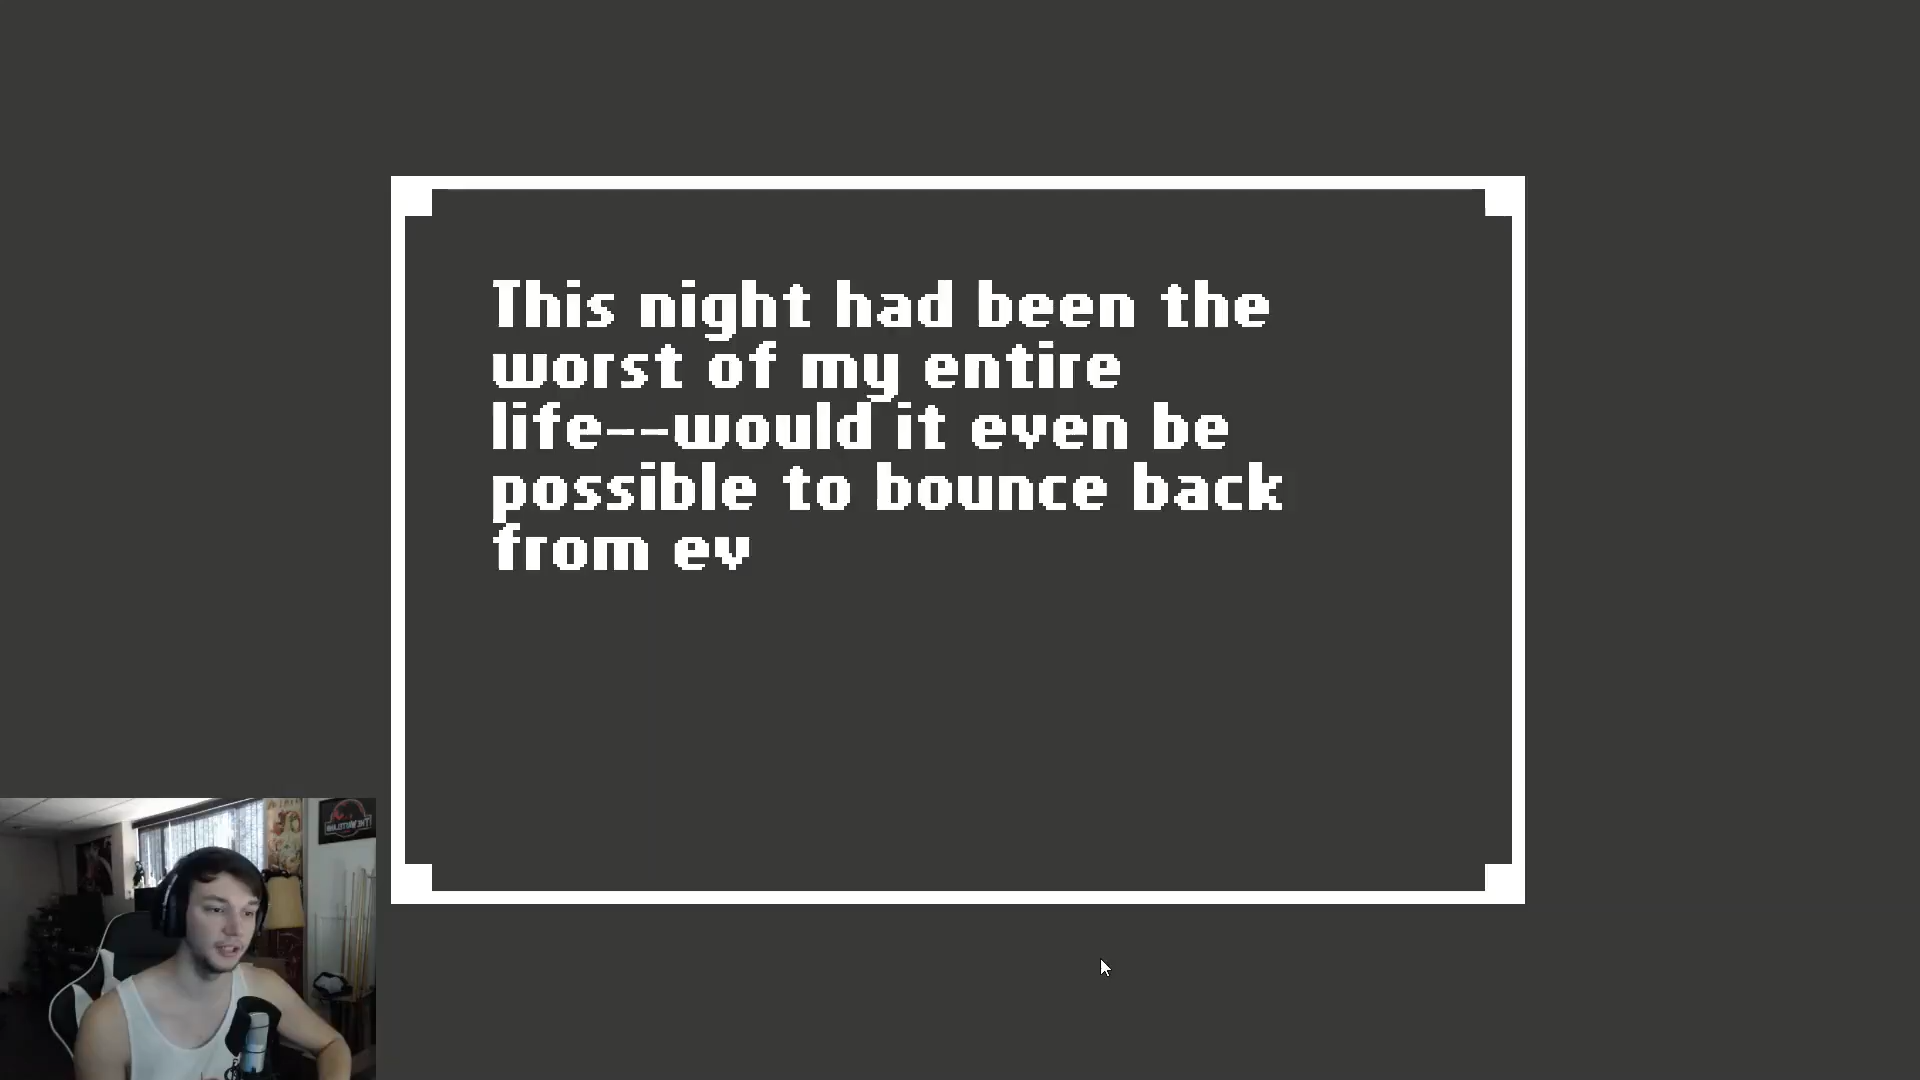 This night had been the
worst of my entire
life--would it even be
possible to bounce back
from ev